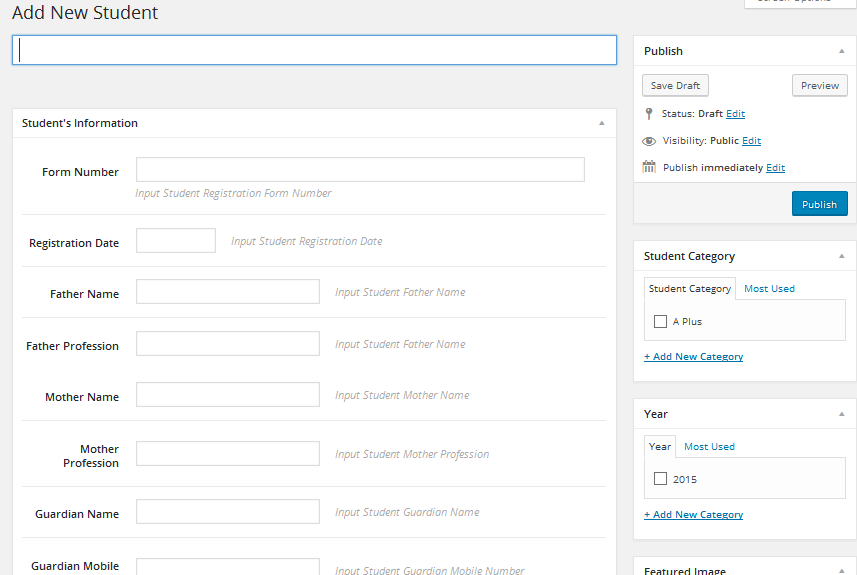 Add New Student
Student's Information
Form Number
Input Student Registration Form Number
Registration Date
Input Student Registration Date
Father Name
Input Student Father Name
Father Profession
Input Student Father Name
Mother Name
Input Student Mother Name
Mother
Profession
Input Student Mother Profession
Guardian Name
Input Student Guardian Name
Guardian Mobile
Input Student Guardian Mobile Number
Publish
Save Draft
Preview
Status: Draft Edit
Visibility: Public Edit
Publish immediately Edit
Publish
Student Category
Student Category
Most Used
A Plus
+ Add New Category
Year
Year
Most Used
2015
+ Add New Category
Featured Image